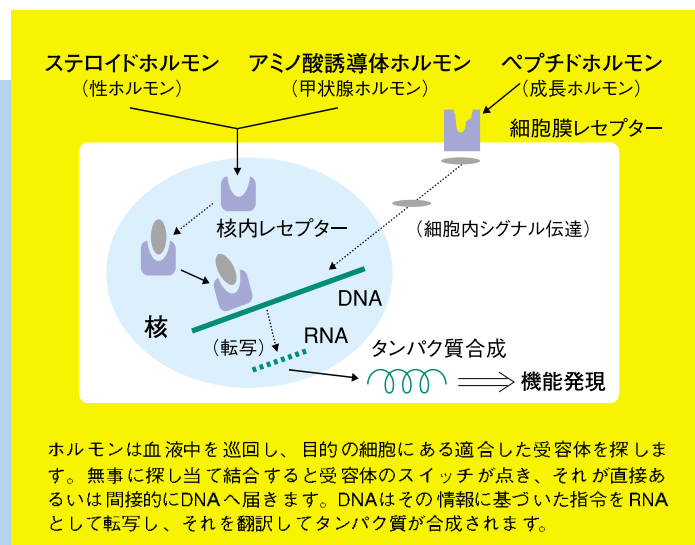 ステロイドホルモン アミノ酸誘導体ホルモン ペプチドホルモン
（性ホルモン） （甲状腺ホルモン） （成長ホルモン）
細胞膜レセプター
核内レセプター （細胞内シグナル伝達）
DNA
核
（転写） RNA タンパク質合成
機能発現
ホルモンは血液中を巡回し、目的の細胞にある適合した受容体を探しま
す。無事に探し当て結合すると受容体のスイッチが点き、それが直接あ
るいは間接的にDNAへ届きます。DNAはその情報に基づいた指令をRNA
として転写し、それを翻訳してタンパク質が合成されます。